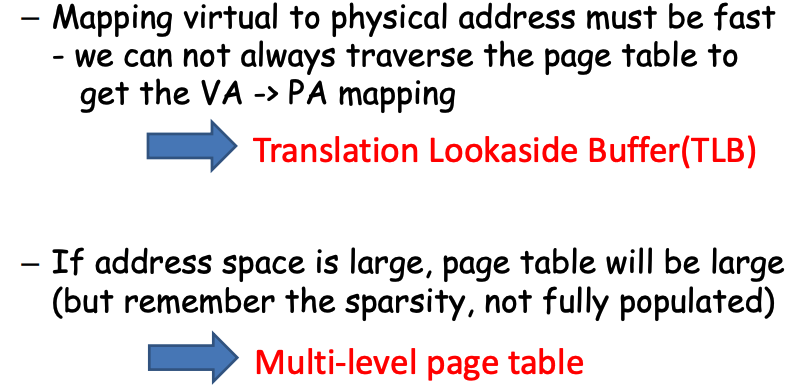 – Mapping virtual to physical address must be fast
- we can not always traverse the page table to
get the VA -> PA mapping
Translation Lookaside Buffer(TLB)
– If address space is large, page table will be large
(but remember the sparsity, not fully populated)
Multi-level page table